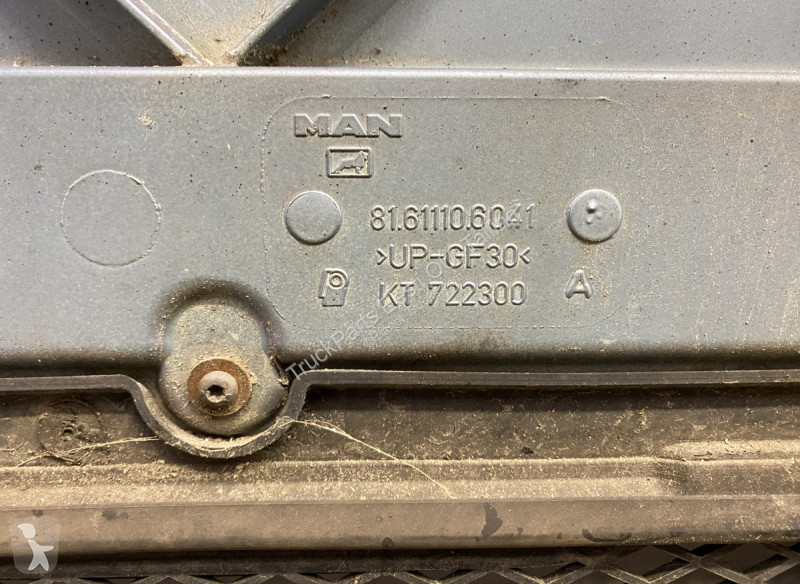 MAN
81.61110.6041
>UP-GF30<
KT 722300 A